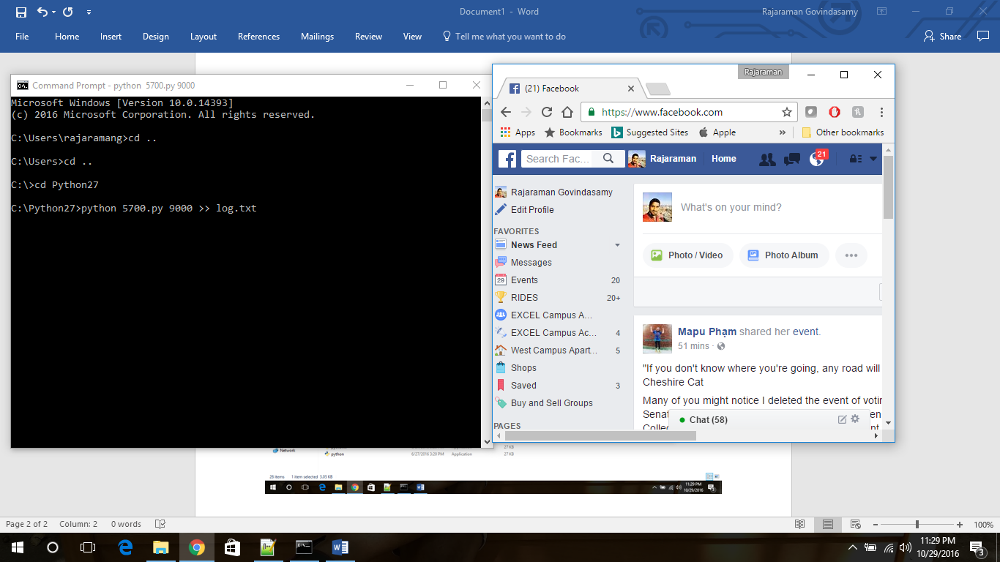 Document1 - Word
Rajaraman Govindasamy
File Home Insert Design Layout References Mailings Review View Tell me what you want to do Share
Command Prompt - python 5700.py 9000
Microsoft Windows [Version 10.0.14393]
(c) 2016 Microsoft Corporation. All rights reserved.
C:\Users\rajaramang>cd ..
C:\Users>cd ..
C:\>cd Python27
C:\Python27>python 5700.py 9000 >> log.txt
Rajaraman
(21) Facebook
https://www.facebook.com
Apps Bookmarks Suggested Sites Apple » Other bookmarks
Search Fac... Rajaraman Home 21
Rajaraman Govindasamy
Edit Profile
FAVORITES
News Feed
Messages
29 Events 20
RIDES 20+
EXCEL Campus A...
EXCEL Campus Ac... 4
West Campus Apart... 5
Shops
Saved 3
Buy and Sell Groups
PAGES
What's on your mind?
Photo / Video Photo Album
Mapu Phạm shared her event.
51 mins ·
"If you don't know where you're going, any road will
Cheshire Cat
Many of you might notice I deleted the event of votin
Senat
Collec
Chat (58)
Network
python 6/27/2016 3:20 PM Application 27 KB
27 KB
26 items 1 item selected 3.05 KB
11:29 PM
10/29/2016
Page 2 of 2 Column: 2 0 words 100%
11:29 PM
10/29/2016
3